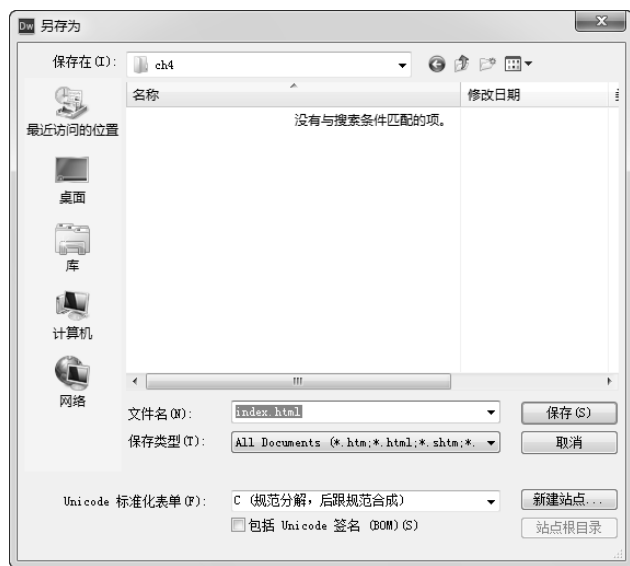 Dw 另存为
保存在(I): ch4
名称 修改日期
没有与搜索条件匹配的项。
最近访问的位置
桌面
库
计算机
网络
文件名(N): index.html 保存(S)
保存类型(T): All Documents (*.htm;*.html;*.shtm;*. 取消
Unicode 标准化表单(F): C (规范分解，后跟规范合成) 新建站点...
包括 Unicode 签名 (BOM)(S) 站点根目录